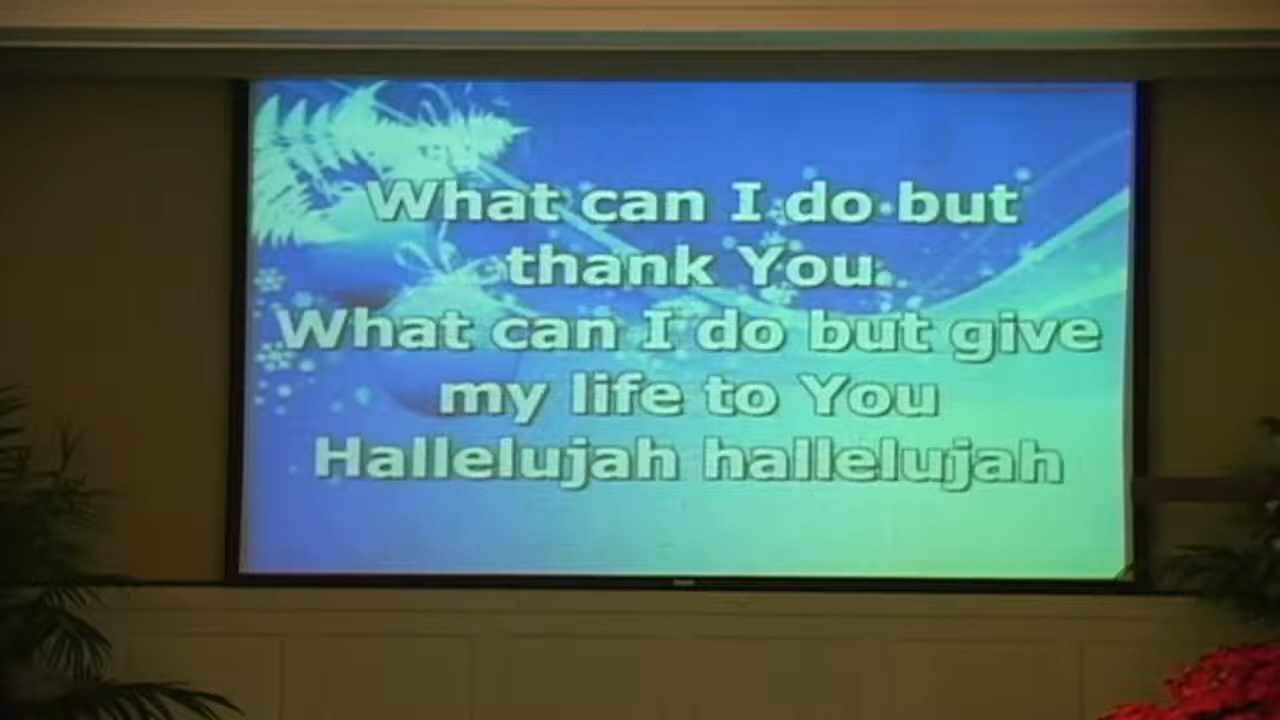 What can I do but
thank You
What can I do but give
my life to You
Hallelujah hallelujah